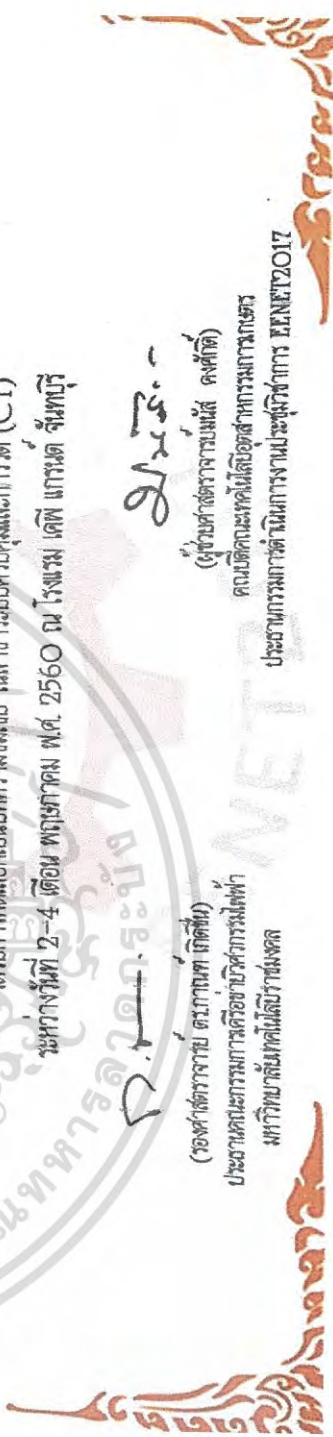 ระหว่างวันที่ 2-4 เดือน พฤษภาคม พ.ศ. 2560 ณ โรงแรม เคพี แกรนด์ จันทบุรี
(รองศาสตราจารย์ ดร.กฤษณ์
ประธานคณะกรรมการเครือข่ายวิศวกรรมไฟฟ้า
มหาวิทยาลัยเทคโนโลยีราชมงคล
(ผู้ช่วยศาสตราจารย์มนัส คงศักดิ์)
คณบดีคณะเทคโนโลยีอุตสาหกรรมการเกษตร
ประธานกรรมการดำเนินการงานประชุมวิชาการ EENET2017